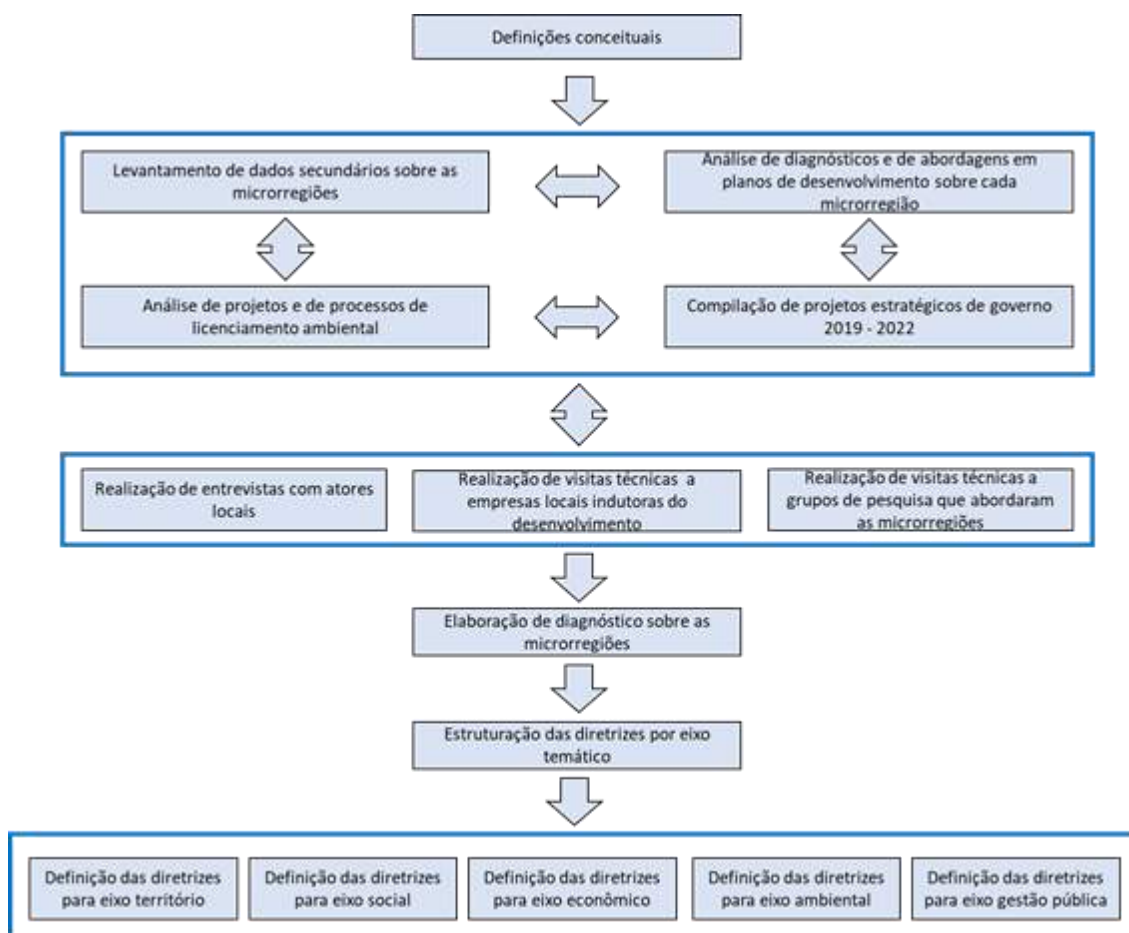 Definições conceituais
Levantamento de dados secundários sobre as
microrregiões
Análise de diagnósticos e de abordagens em
planos de desenvolvimento sobre cada
microrregião
Análise de projetos e de processos de
licenciamento ambiental
Compilação de projetos estratégicos de governo
2019 - 2022
Realização de entrevistas com atores
locais
Realização de visitas técnicas a
empresas locais indutoras do
desenvolvimento
Realização de visitas técnicas a
grupos de pesquisa que abordaram
as microrregiões
Elaboração de diagnóstico sobre as
microrregiões
Estruturação das diretrizes por eixo
temático
Definição das diretrizes
para eixo território
Definição das diretrizes
para eixo social
Definição das diretrizes
para eixo econômico
Definição das diretrizes
para eixo ambiental
Definição das diretrizes
para eixo gestão pública